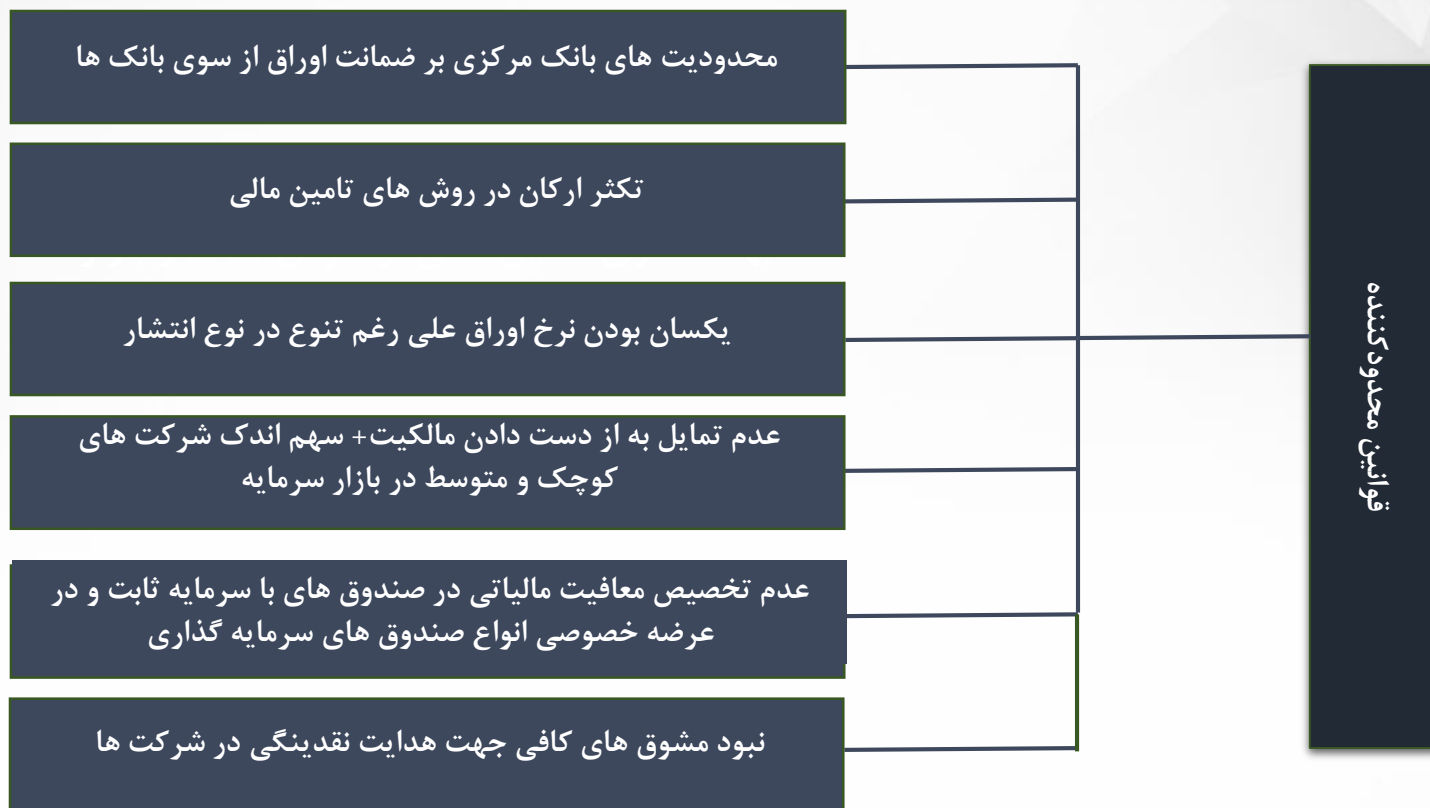 قوانین محدودکننده
محدودیت های بانک مرکزی بر ضمانت اوراق از سوی بانک ها
تکثر ارکان در روش های تامین مالی
یکسان بودن نرخ اوراق علی رغم تنوع در نوع انتشار
عدم تمایل به از دست دادن مالکیت+ سهم اندک شرکت های
کوچک و متوسط در بازار سرمایه
عدم تخصیص معافیت مالیاتی در صندوق های با سرمایه ثابت و در
عرضه خصوصی انواع صندوق های سرمایه گذاری
نبود مشوق های کافی جهت هدایت نقدینگی در شرکت ها